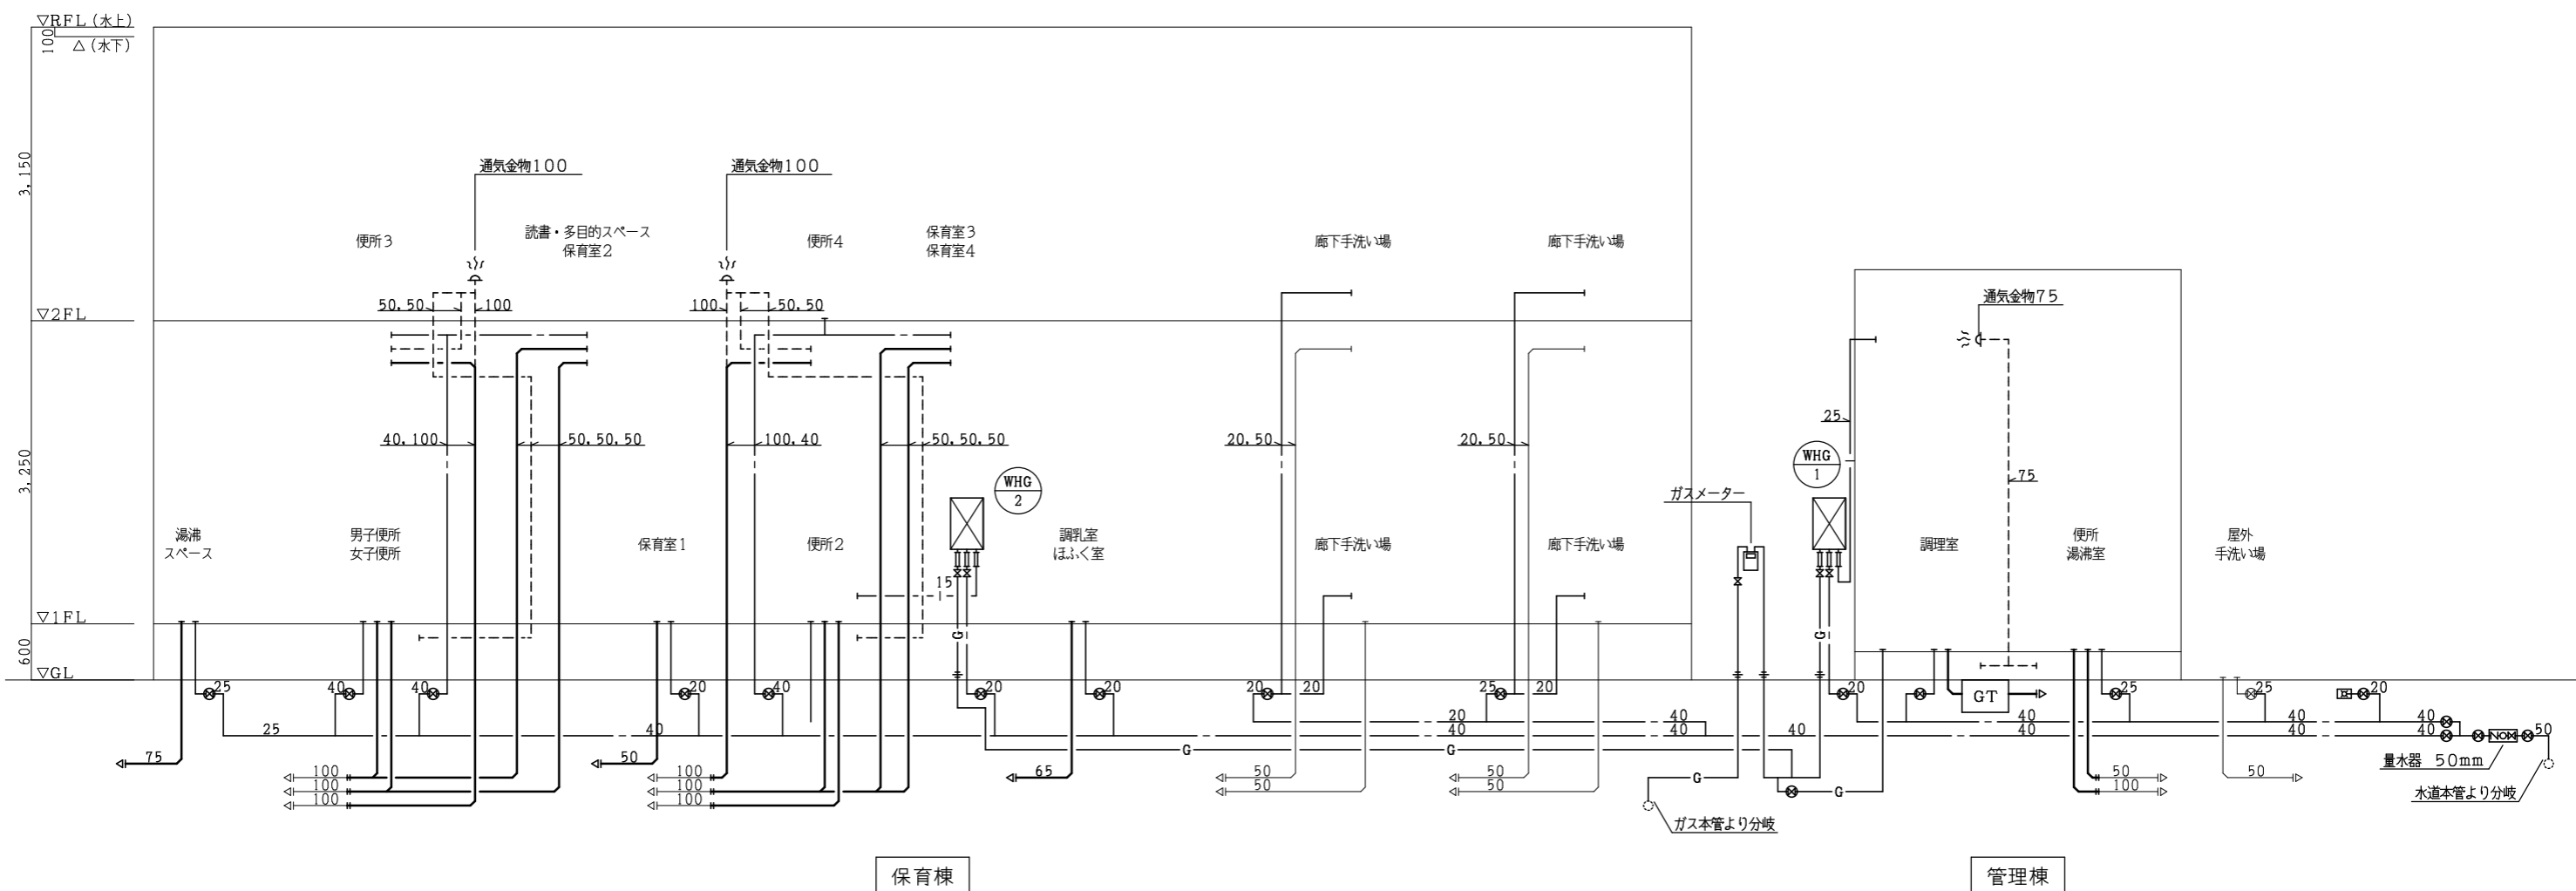 ▽RFL（水上）
100
△（水下）
3,150
通気金物100
通気金物100
便所3
読書・多目的スペース
保育室2
便所4
保育室3
保育室4
廊下手洗い場
廊下手洗い場
50,50
100
100
50,50
通気金物75
▽2FL
3,250
40,100
50,50,50
100,40
50,50,50
20,50
20,50
25
75
WHG
2
WHG
1
ガスメーター
湯沸
スペース
男子便所
女子便所
保育室1
便所2
調乳室
ほふく室
廊下手洗い場
廊下手洗い場
調理室
便所
湯沸室
屋外
手洗い場
15
▽1FL
600
G
G
▽GL
25
40
40
20
40
20
20
20
20
25
20
20
GT
25
25
20
25
40
20
40
40
40
40
40
40
40
40
40
40
50
G
G
75
100
100
100
50
100
100
100
65
50
50
50
50
G
G
50
100
50
量水器 50mm
水道本管より分岐
ガス本管より分岐
保育棟
管理棟